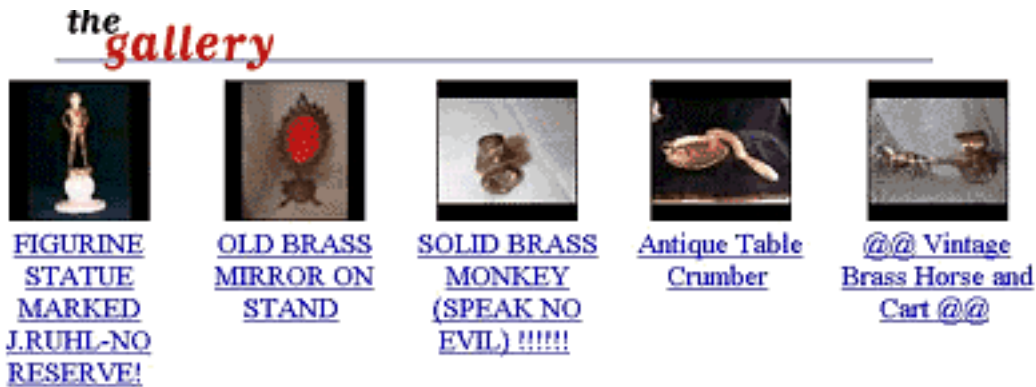 the
gallery
FIGURINE
STATUE
MARKED
J.RUHL-NO
RESERVE!
OLD BRASS
MIRROR ON
STAND
SOLID BRASS
MONKEY
(SPEAK NO
EVIL) !!!!!!
Antique Table
Crumber
@@ Vintage
Brass Horse and
Cart @@